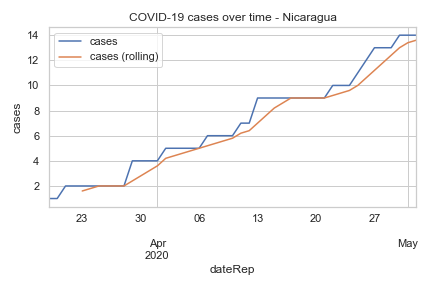 COVID-19 cases over time - Nicaragua
cases
cases (rolling)
14
12
10
8
6
4
2
cases
23
30
06
13
20
27
Apr
2020
May
dateRep